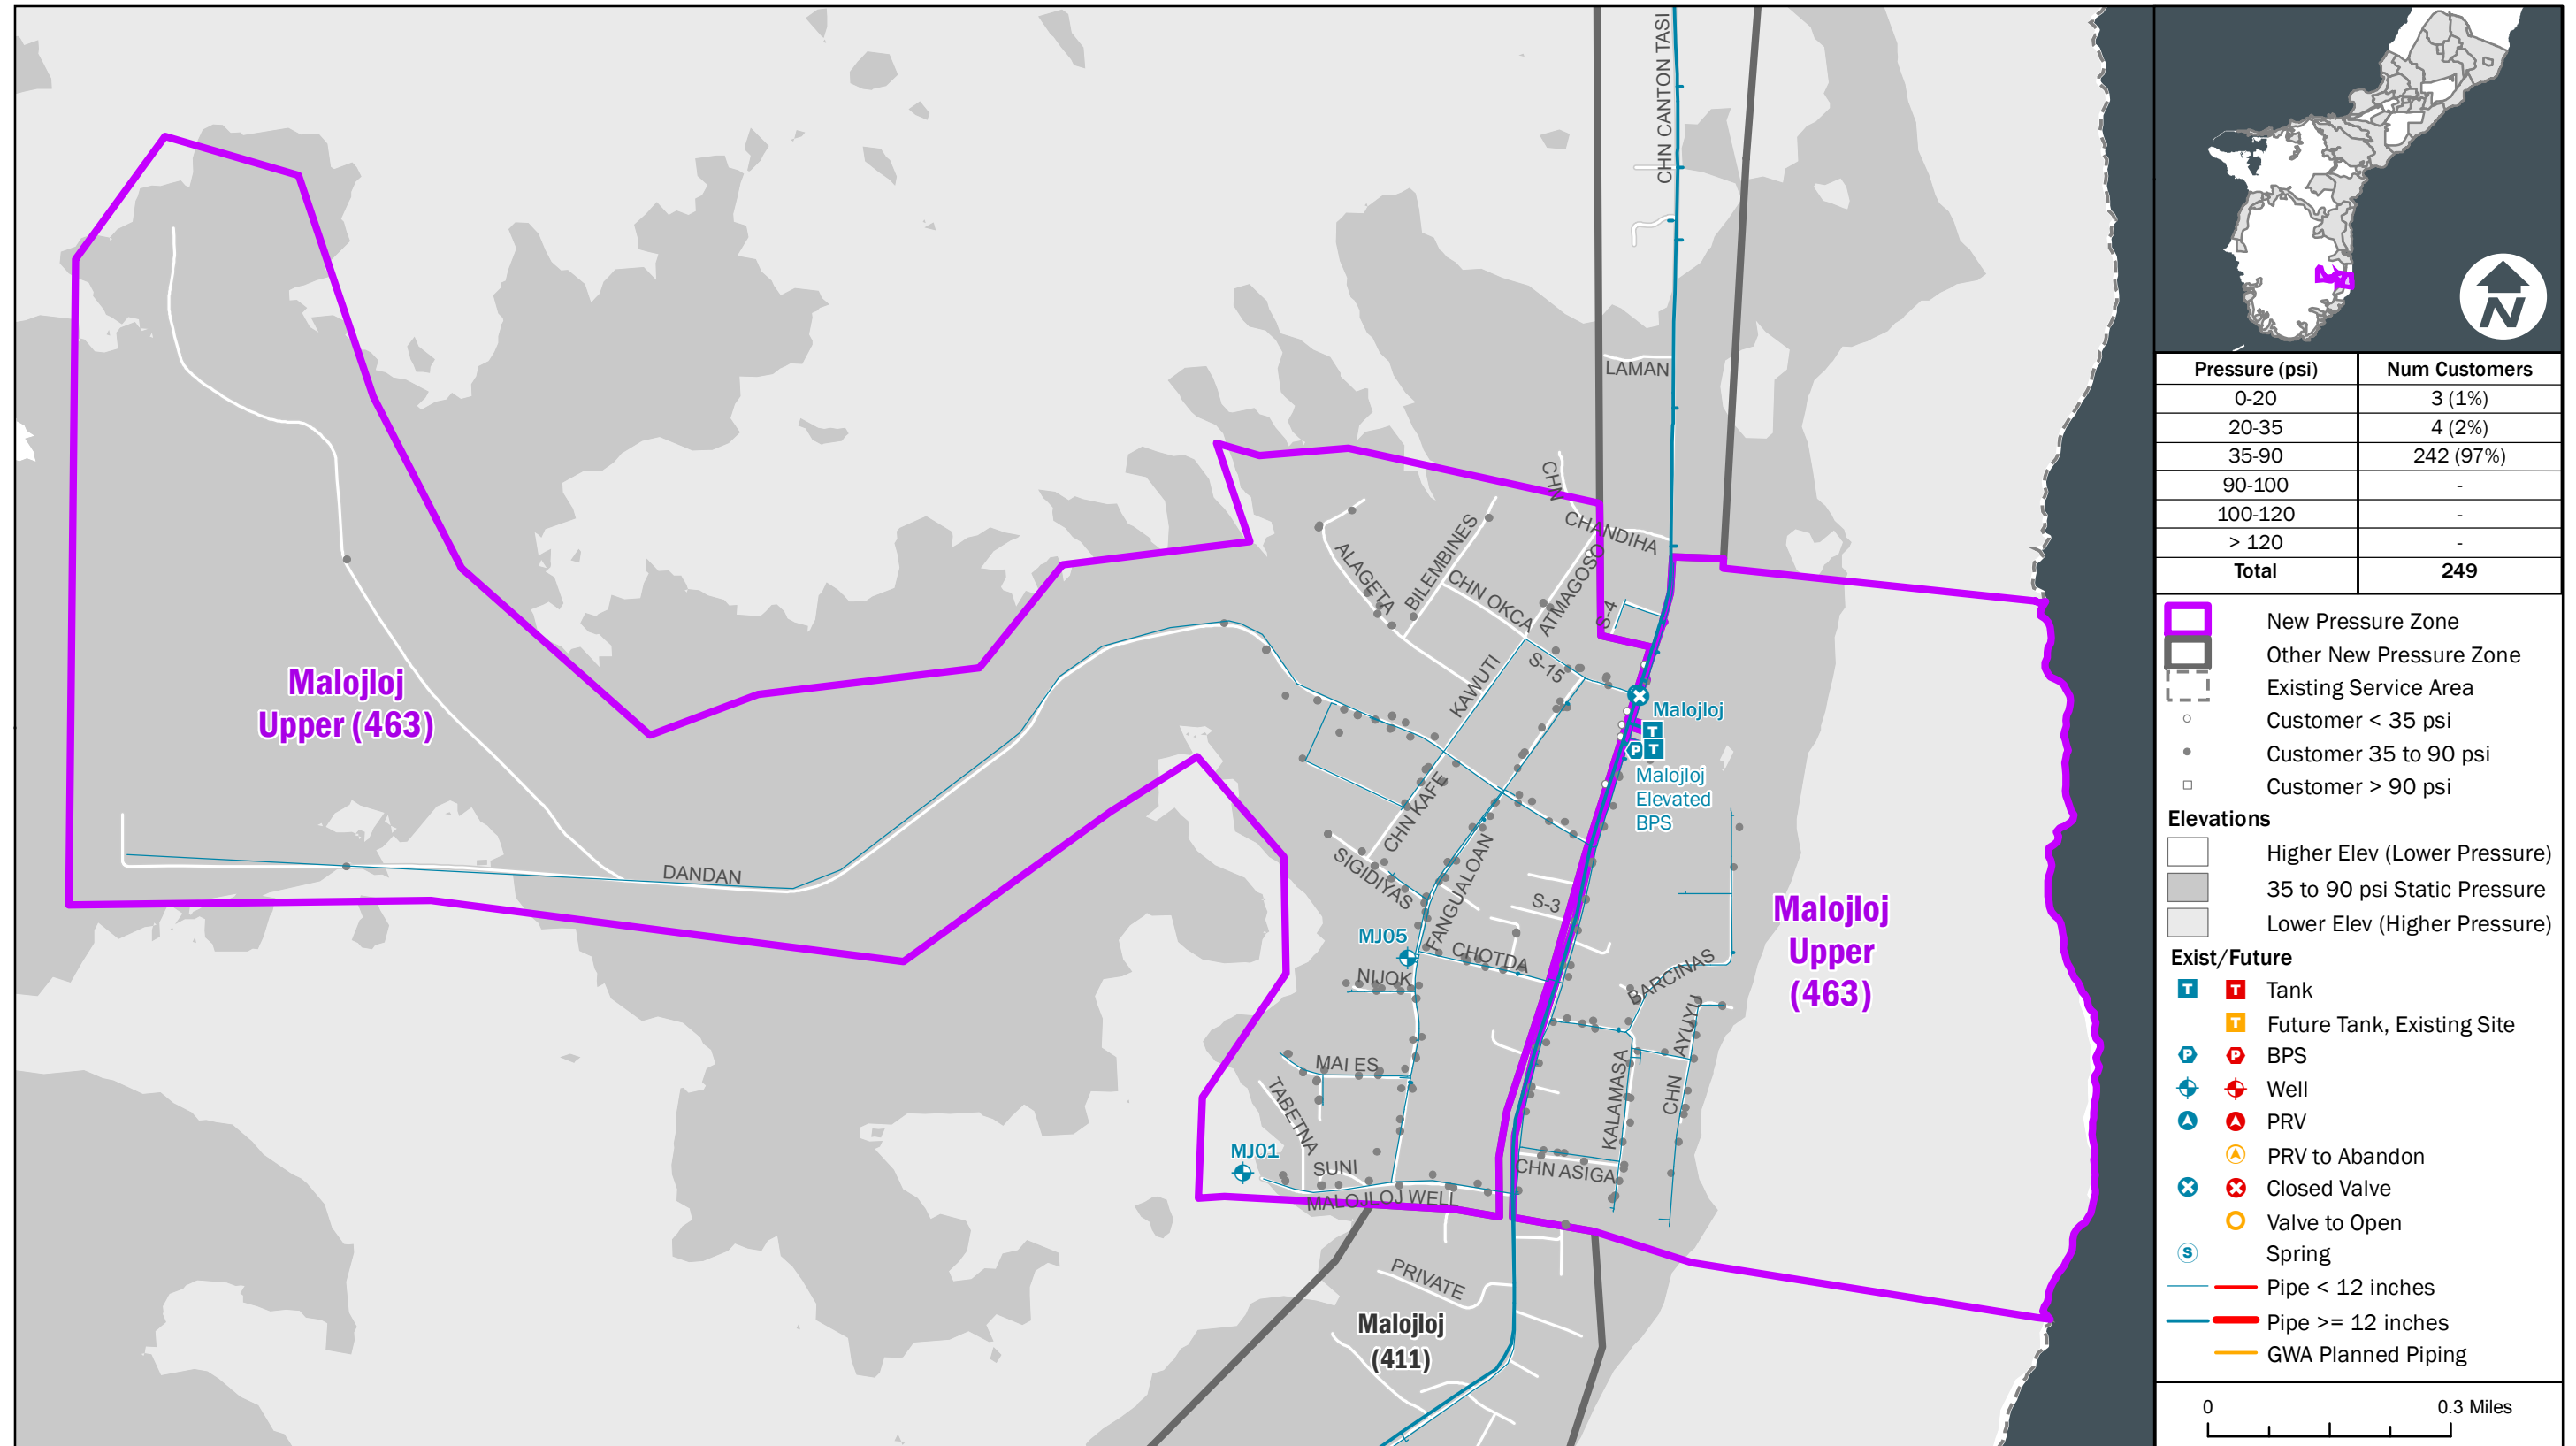 CHN CANTON TASI
LAMAN
CHN
CHANDIHA
ALAGETA
BILEMBINES
CHN OKCA
ATMAGOSO
S-4
S-15
KAWUTI
Malojloj
Upper (463)
Malojloj
T
P T
Malojloj
Elevated
BPS
CHN KAFE
SIGIDIYAS
FANGUALOAN
DANDAN
S-3
Malojloj
Upper
(463)
MJ05
CHOTDA
NIJOK
BARCINAS
AYUYU
CHN
KALAMASA
MAI ES
TABETNA
MJ01
SUNI
CHN ASIGA
MALOJLOJ WELL
PRIVATE
Malojloj
(411)
N
Pressure (psi) Num Customers
0-20 3 (1%)
20-35 4 (2%)
35-90 242 (97%)
90-100 -
100-120 -
> 120 -
Total 249
New Pressure Zone
Other New Pressure Zone
Existing Service Area
Customer < 35 psi
Customer 35 to 90 psi
Customer > 90 psi
Elevations
Higher Elev (Lower Pressure)
35 to 90 psi Static Pressure
Lower Elev (Higher Pressure)
Exist/Future
T T Tank
T Future Tank, Existing Site
P P BPS
Well
PRV
PRV to Abandon
Closed Valve
Valve to Open
S Spring
Pipe < 12 inches
Pipe >= 12 inches
GWA Planned Piping
0 0.3 Miles